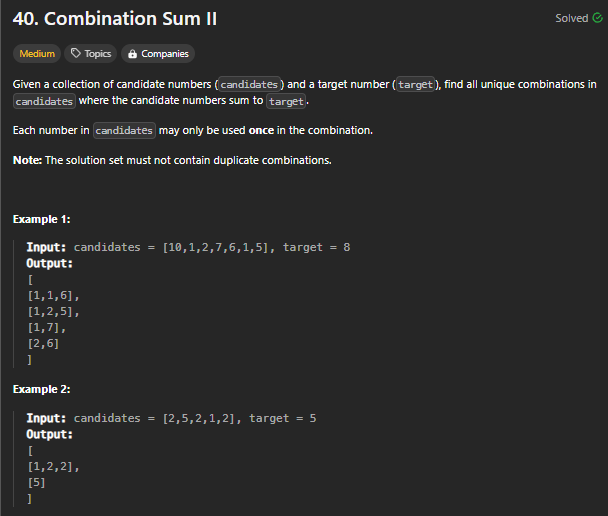 40. Combination Sum II
Solved
Medium Topics Companies
Given a collection of candidate numbers (candidates) and a target number (target), find all unique combinations in
candidates where the candidate numbers sum to target.
Each number in candidates may only be used once in the combination.
Note: The solution set must not contain duplicate combinations.
Example 1:
Input: candidates = [10,1,2,7,6,1,5], target = 8
Output:
[
[1,1,6],
[1,2,5],
[1,7],
[2,6]
]
Example 2:
Input: candidates = [2,5,2,1,2], target = 5
Output:
[
[1,2,2],
[5]
]